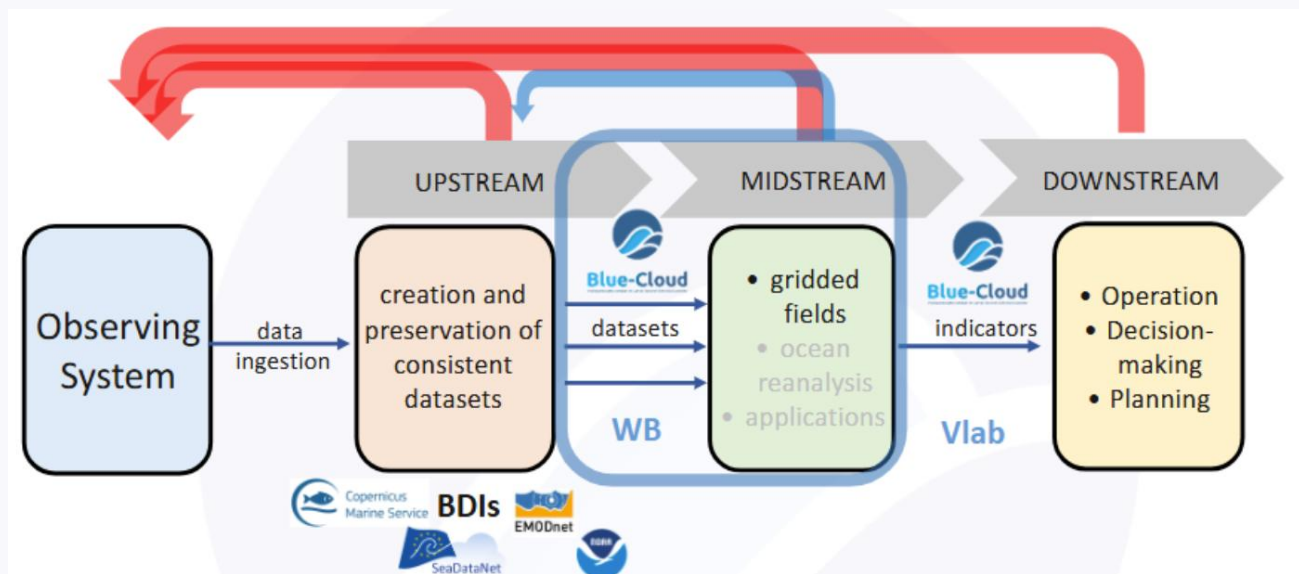 UPSTREAM
MIDSTREAM
DOWNSTREAM
Observing
System
data
ingestion
creation and
preservation of
consistent
datasets
Blue-Cloud
datasets
WB
• gridded
fields
• ocean
reanalysis
• applications
Blue-Cloud
indicators
Vlab
• Operation
• Decision-
making
• Planning
Copernicus
Marine Service
BDIs
EMODnet
SeaDataNet
NOAA